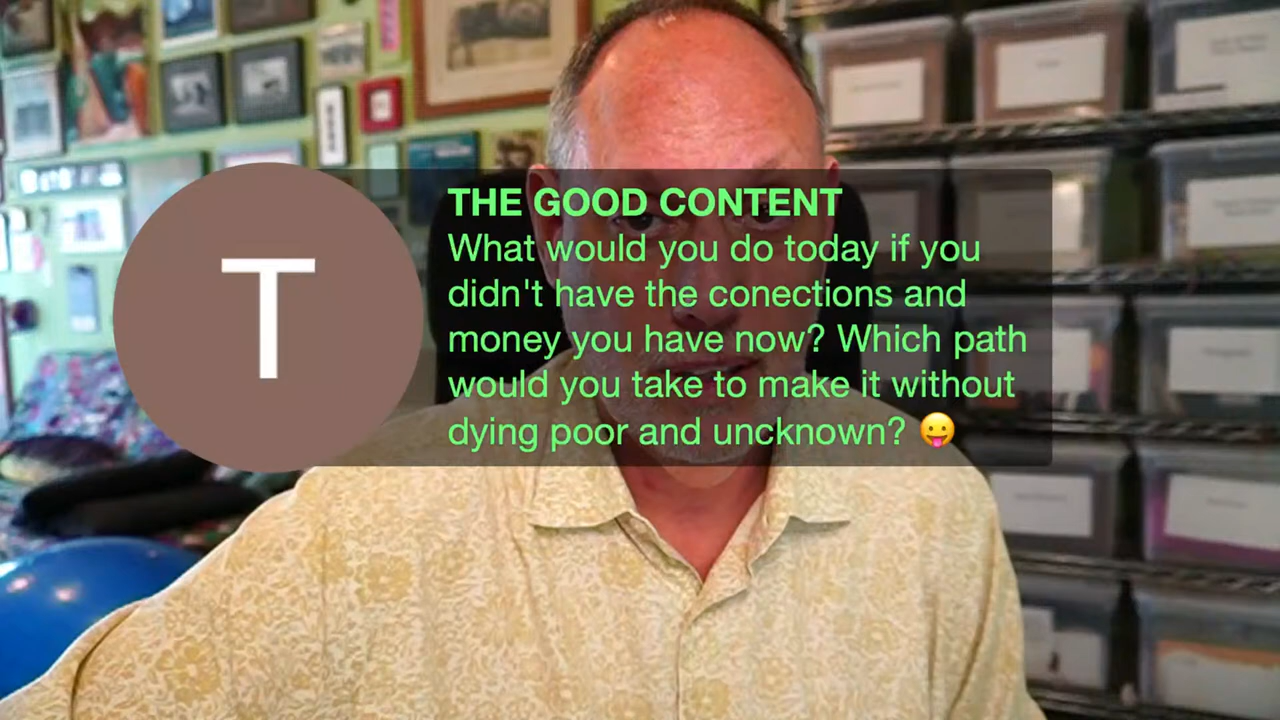 T
THE GOOD CONTENT
What would you do today if you
didn't have the conections and
money you have now? Which path
would you take to make it without
dying poor and uncknown? 😛